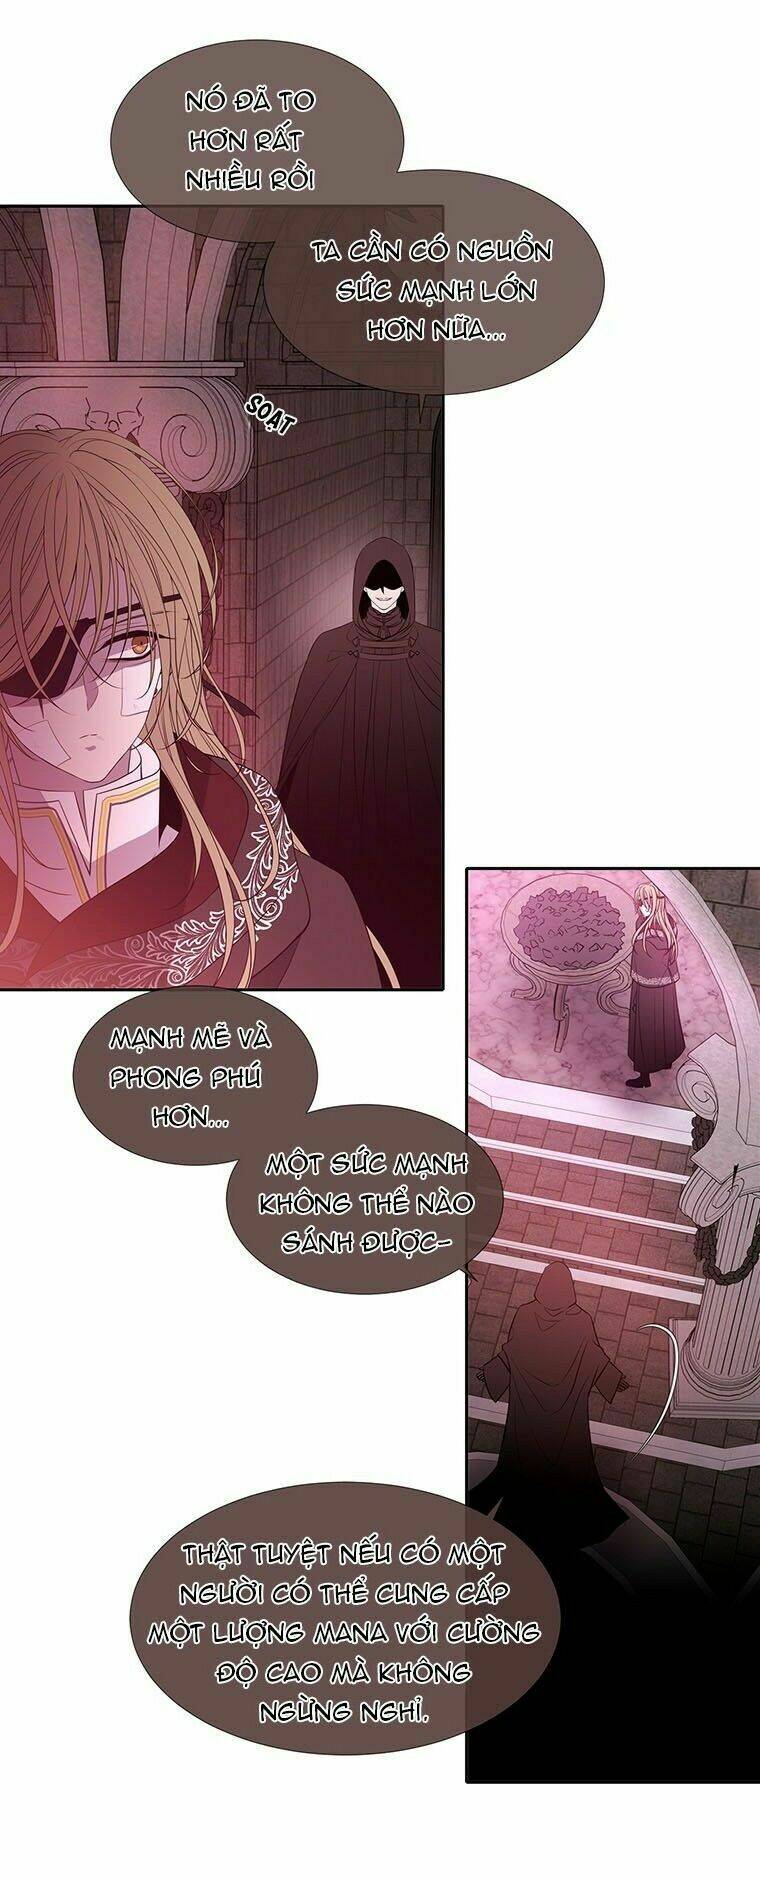 NÓ ĐÃ TO
HƠN RẤT
NHIỀU RỒI
TA CẦN CÓ NGUỒN
SỨC MẠNH LỚN
HƠN NỮA...
SOẠT
MẠNH MẼ VÀ
PHONG PHÚ
HƠN...
MỘT SỨC MẠNH
KHÔNG THỂ NÀO
SÁNH ĐƯỢC-
THẬT TUYỆT NẾU CÓ MỘT
NGƯỜI CÓ THỂ CUNG CẤP
MỘT LƯỢNG MANA VỚI CƯỜNG
ĐỘ CAO MÀ KHÔNG
NGỪNG NGHỈ.